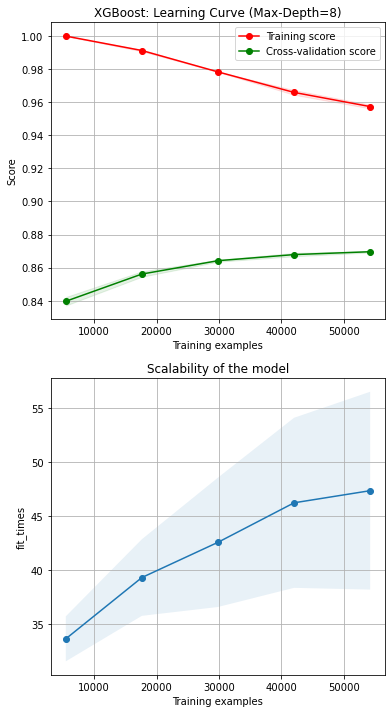 XGBoost: Learning Curve (Max-Depth=8)
1.00
0.98
0.96
0.94
0.92
0.90
0.88
0.86
0.84
Score
Training score
Cross-validation score
10000 20000 30000 40000 50000
Training examples
Scalability of the model
55
50
45
40
35
fit_times
10000 20000 30000 40000 50000
Training examples